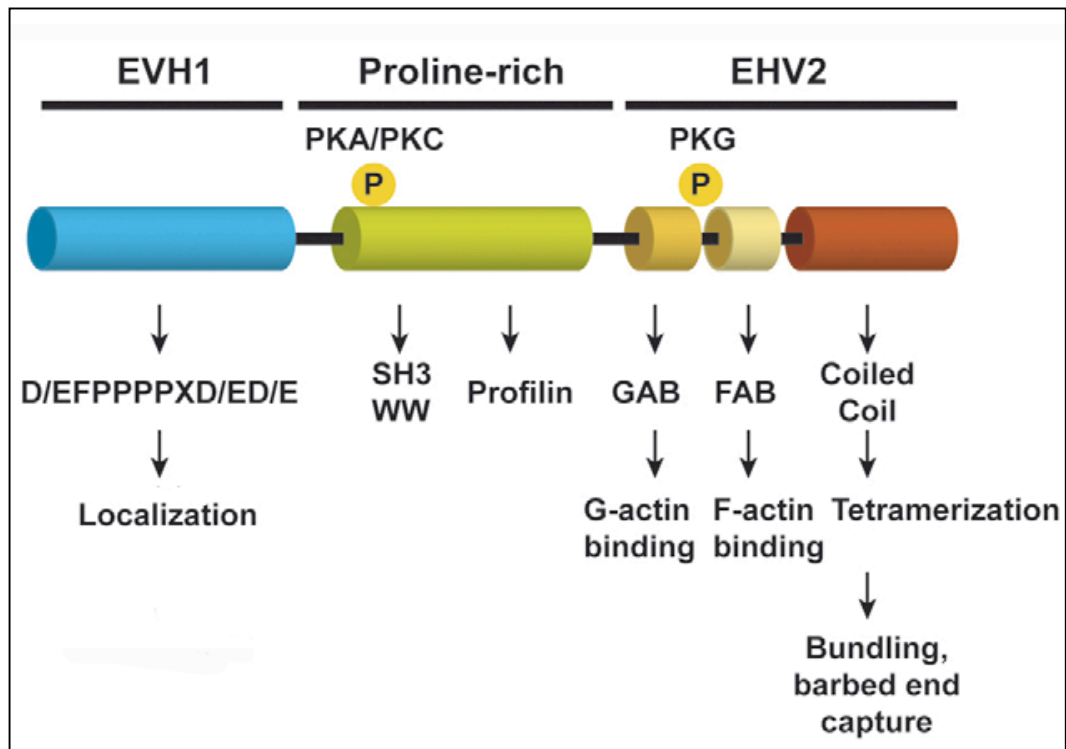 EVH1 Proline-rich EHV2
PKA/PKC PKG
P P
D/EFPPPPXD/ED/E
SH3
WW
Profilin
GAB
FAB
Coiled
Coil
Localization
G-actin
binding
F-actin
binding
Tetramerization
Bundling,
barbed end
capture